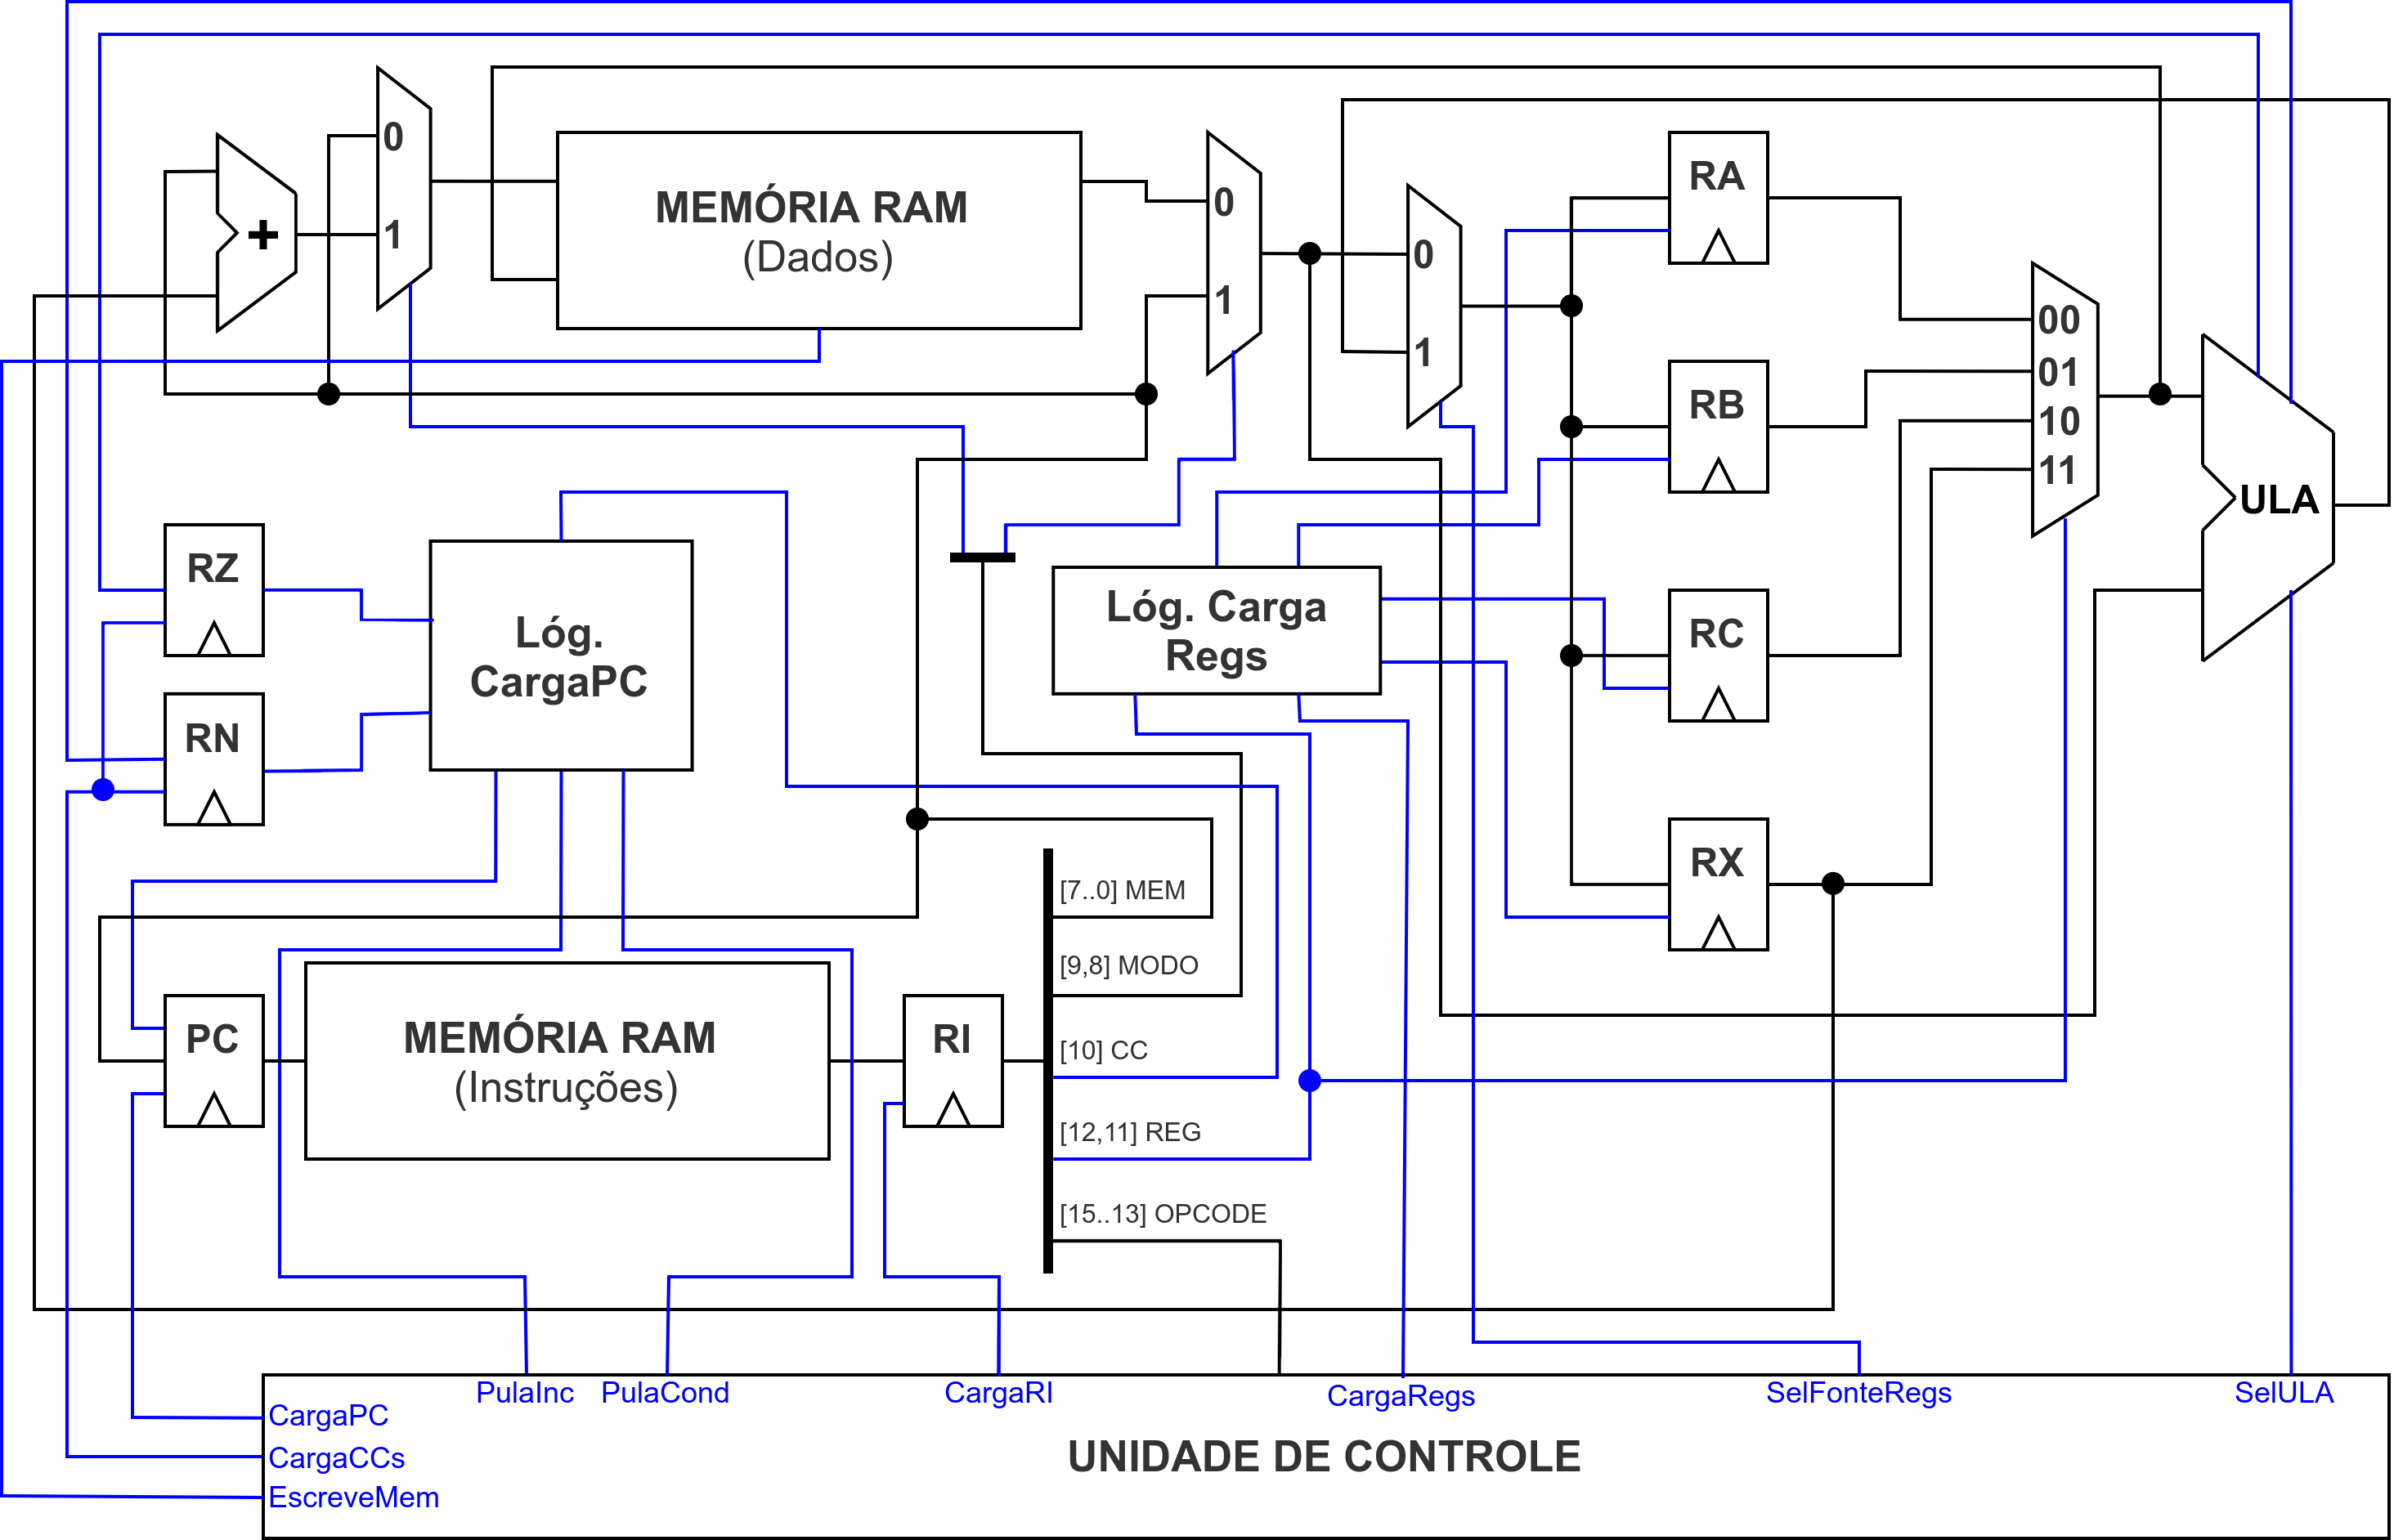 0
1
+
MEMÓRIA RAM
(Dados)
0
1
0
1
RA
RB
RC
RX
00
01
10
11
ULA
RZ
RN
Lóg.
CargaPC
Lóg. Carga
Regs
PC
MEMÓRIA RAM
(Instruções)
RI
[7..0] MEM
[9,8] MODO
[10] CC
[12,11] REG
[15..13] OPCODE
PulaInc
PulaCond
CargaRI
CargaRegs
SelFonteRegs
SelULA
CargaPC
CargaCCs
EscreveMem
UNIDADE DE CONTROLE